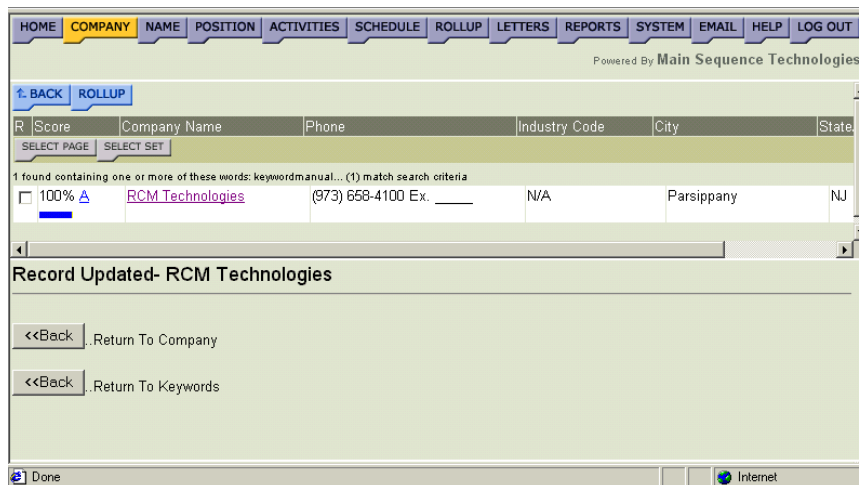 HOME COMPANY NAME POSITION ACTIVITIES SCHEDULE ROLLUP LETTERS REPORTS SYSTEM EMAIL HELP LOG OUT
Powered By Main Sequence Technologies
BACK ROLLUP
R Score Company Name Phone Industry Code City State
SELECT PAGE SELECT SET
1 found containing one or more of these words: keywordmanual... (1) match search criteria
100% A RCM Technologies (973) 658-4100 Ex. _____ N/A Parsippany NJ
Record Updated- RCM Technologies
<<Back ..Return To Company
<<Back ..Return To Keywords
Done Internet